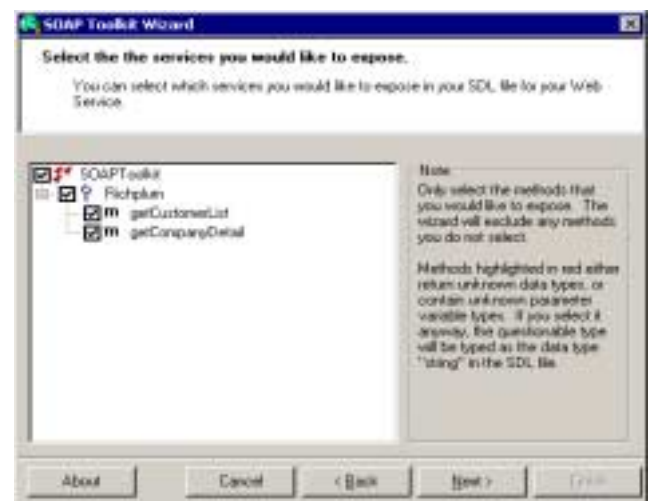 SOAP Toolkit Wizard
Select the the services you would like to expose.
You can select which services you would like to expose in your SDL file for your Web
Service.
SOAPToolkit
Richplum
getCustomerList
getCompanyDetail
Note
Only select the methods that
you would like to expose. The
wizard will exclude any methods
you do not select.
Methods highlighted in red either
return unknown data types, or
contain unknown parameter
variable types. If you select it
anyway, the questionable type
will be typed as the data type
"string" in the SDL file.
About
Cancel
< Back
Next >
Finish